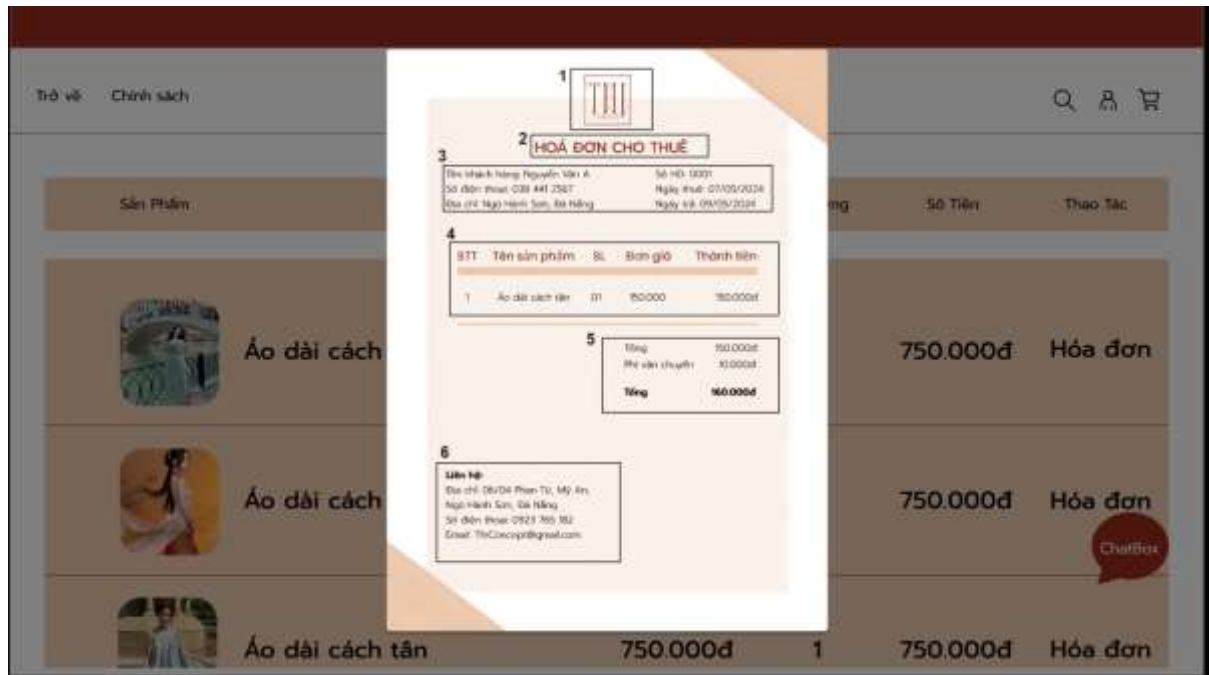 Trở về Chính sách
1
2 HOÁ ĐƠN CHO THUÊ
3
Tên khách hàng: Nguyễn Văn A Số HD: 0001
Số điện thoại: 038 441 2567 Ngày thuê: 07/05/2024
Địa chỉ: Ngũ Hành Sơn, Đà Nẵng Ngày trả: 09/05/2024
Sản Phẩm ng Số Tiền Thao Tác
4
STT Tên sản phẩm SL Đơn giá Thành tiền
1 Áo dài cách tân 01 150.000 150.000đ
5
Tổng 150.000đ
Phí vận chuyển 10.000đ
Tổng 160.000đ
Áo dài cách 750.000đ Hóa đơn
6
Liên hệ:
Địa chỉ: Phan Tứ, Mỹ An,
Ngũ Hành Sơn, Đà Nẵng
Số điện thoại: 0923 765 182
Email: @gmail.com
Áo dài cách 750.000đ Hóa đơn
ChatBox
Áo dài cách tân 750.000đ 1 750.000đ Hóa đơn